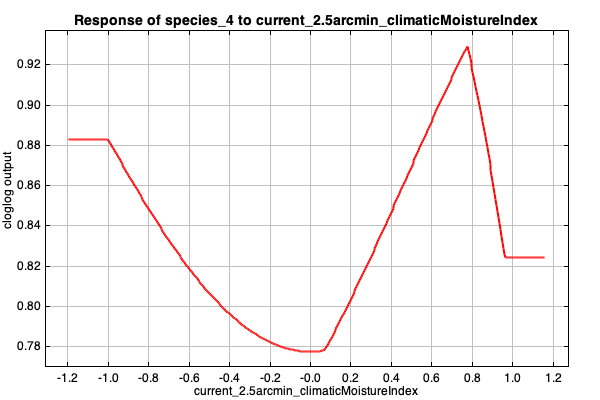 Response of species_4 to current_2.5arcmin_climaticMoistureIndex
cloglog output
0.92
0.90
0.88
0.86
0.84
0.82
0.80
0.78
-1.2 -1.0 -0.8 -0.6 -0.4 -0.2 -0.0 0.2 0.4 0.6 0.8 1.0 1.2
current_2.5arcmin_climaticMoistureIndex